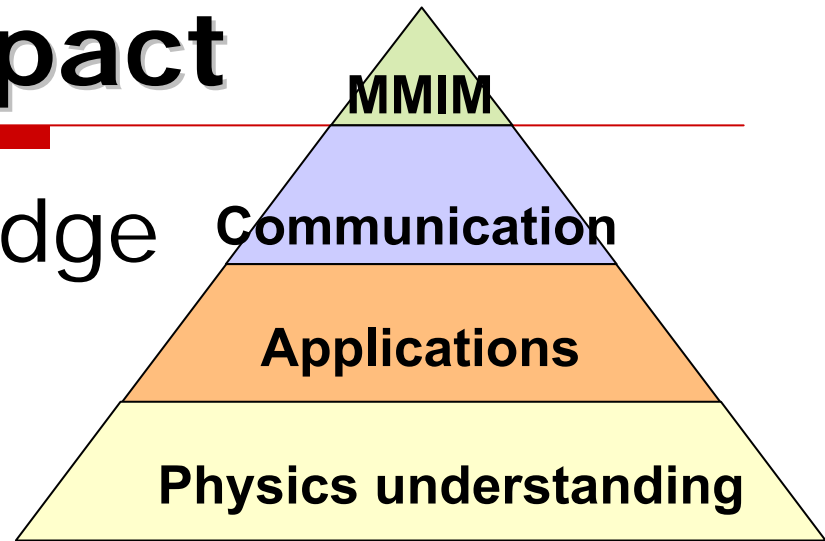 pact
MMIM
dge
Communication
Applications
Physics understanding